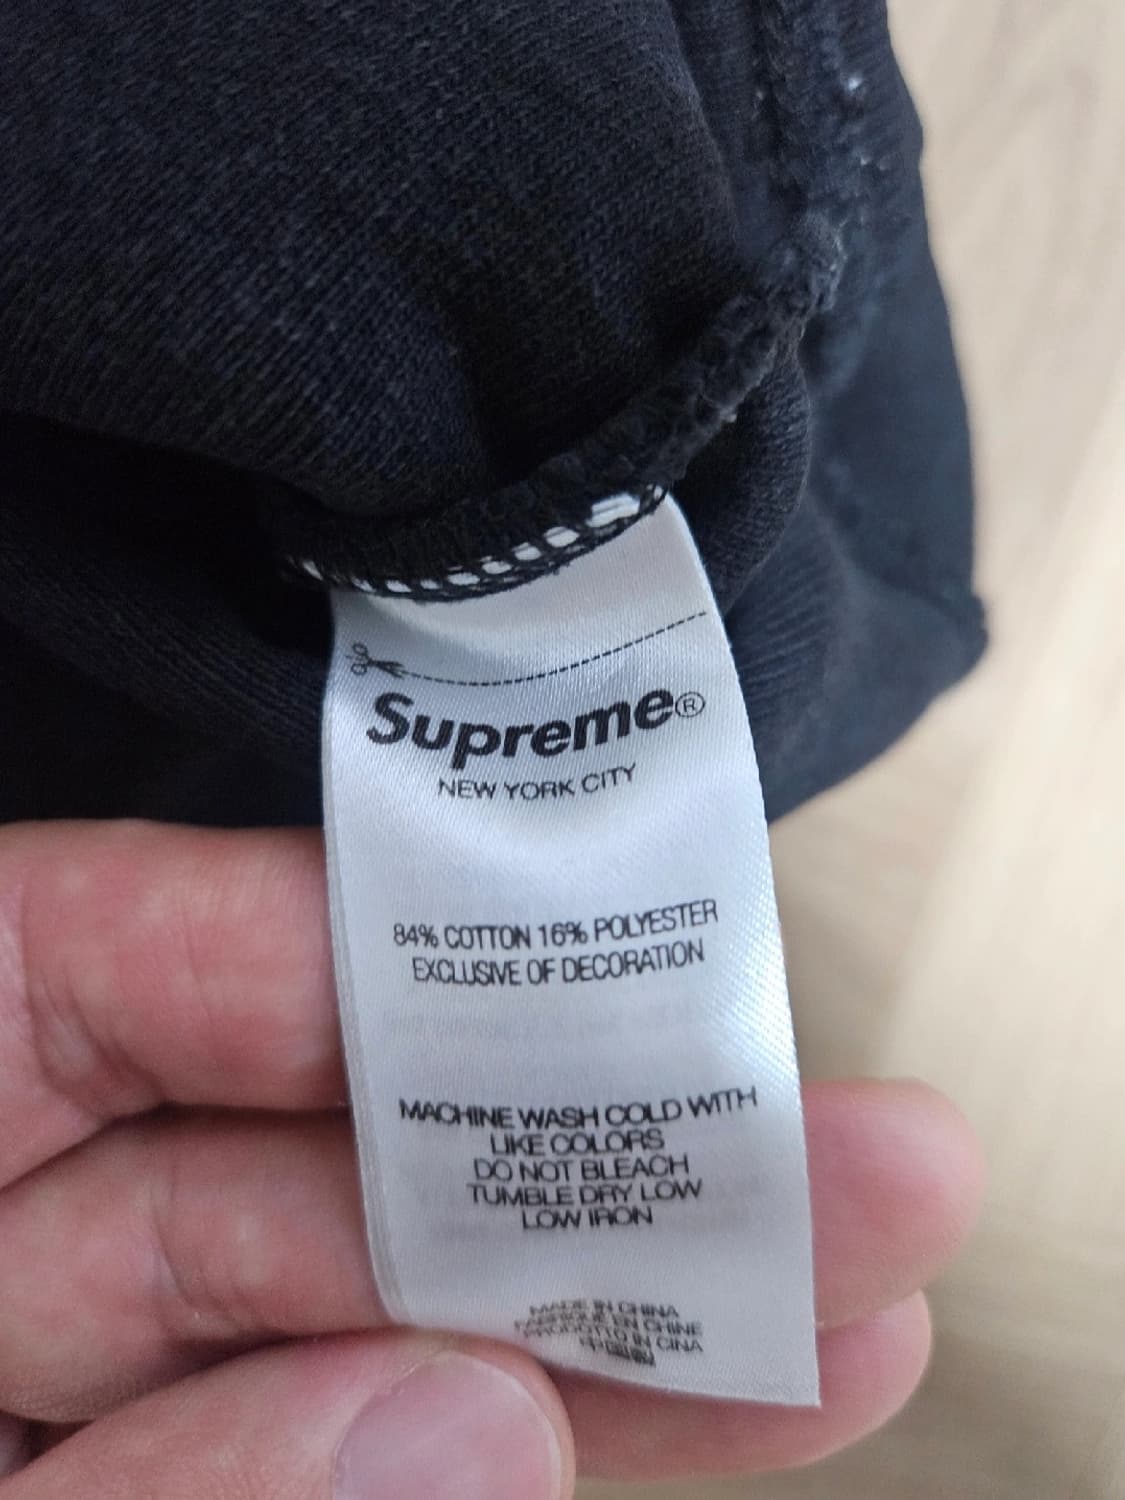 Supreme®
NEW YORK CITY
84% COTTON 16% POLYESTER
EXCLUSIVE OF DECORATION
MACHINE WASH COLD WITH
LIKE COLORS
DO NOT BLEACH
TUMBLE DRY LOW
LOW IRON
MADE IN CHINA
FABRIQUÉ EN CHINE
PRODOTTO IN CINA